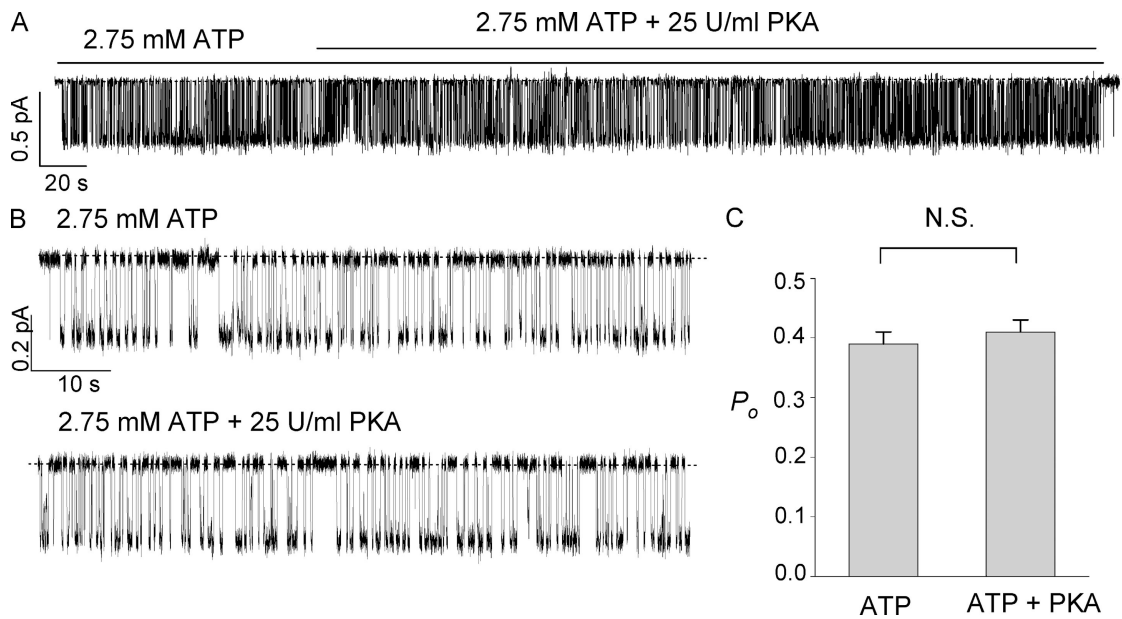 A
2.75 mM ATP
2.75 mM ATP + 25 U/ml PKA
0.5 pA
20 s
B
2.75 mM ATP
0.2 pA
10 s
2.75 mM ATP + 25 U/ml PKA
C
N.S.
0.5
0.4
0.3
0.2
0.1
0.0
Po
ATP
ATP + PKA